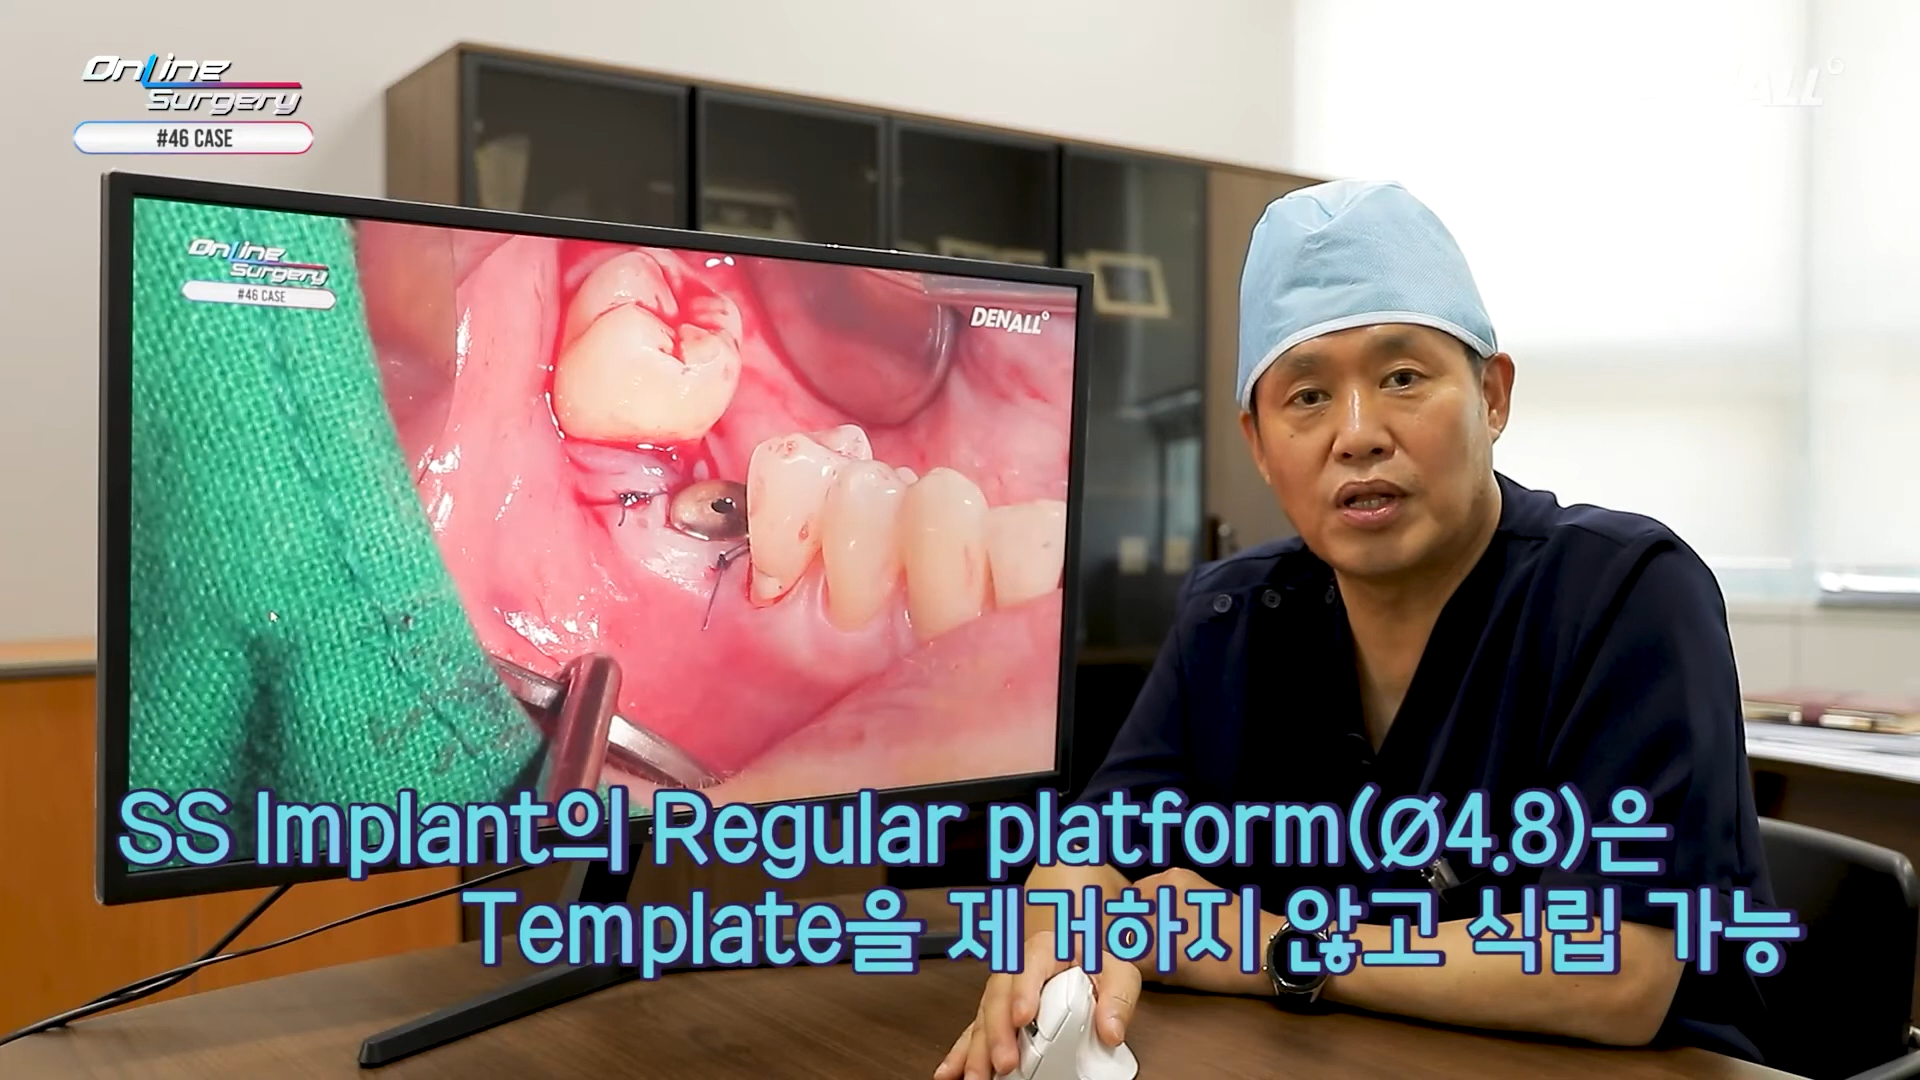 OnLine
Surgery
#46 CASE
ALL
OnLine
Surgery
#46 CASE
DENALL
SS Implant의 Regular platform(Ø4.8)은
Template을 제거하지 않고 식립 가능